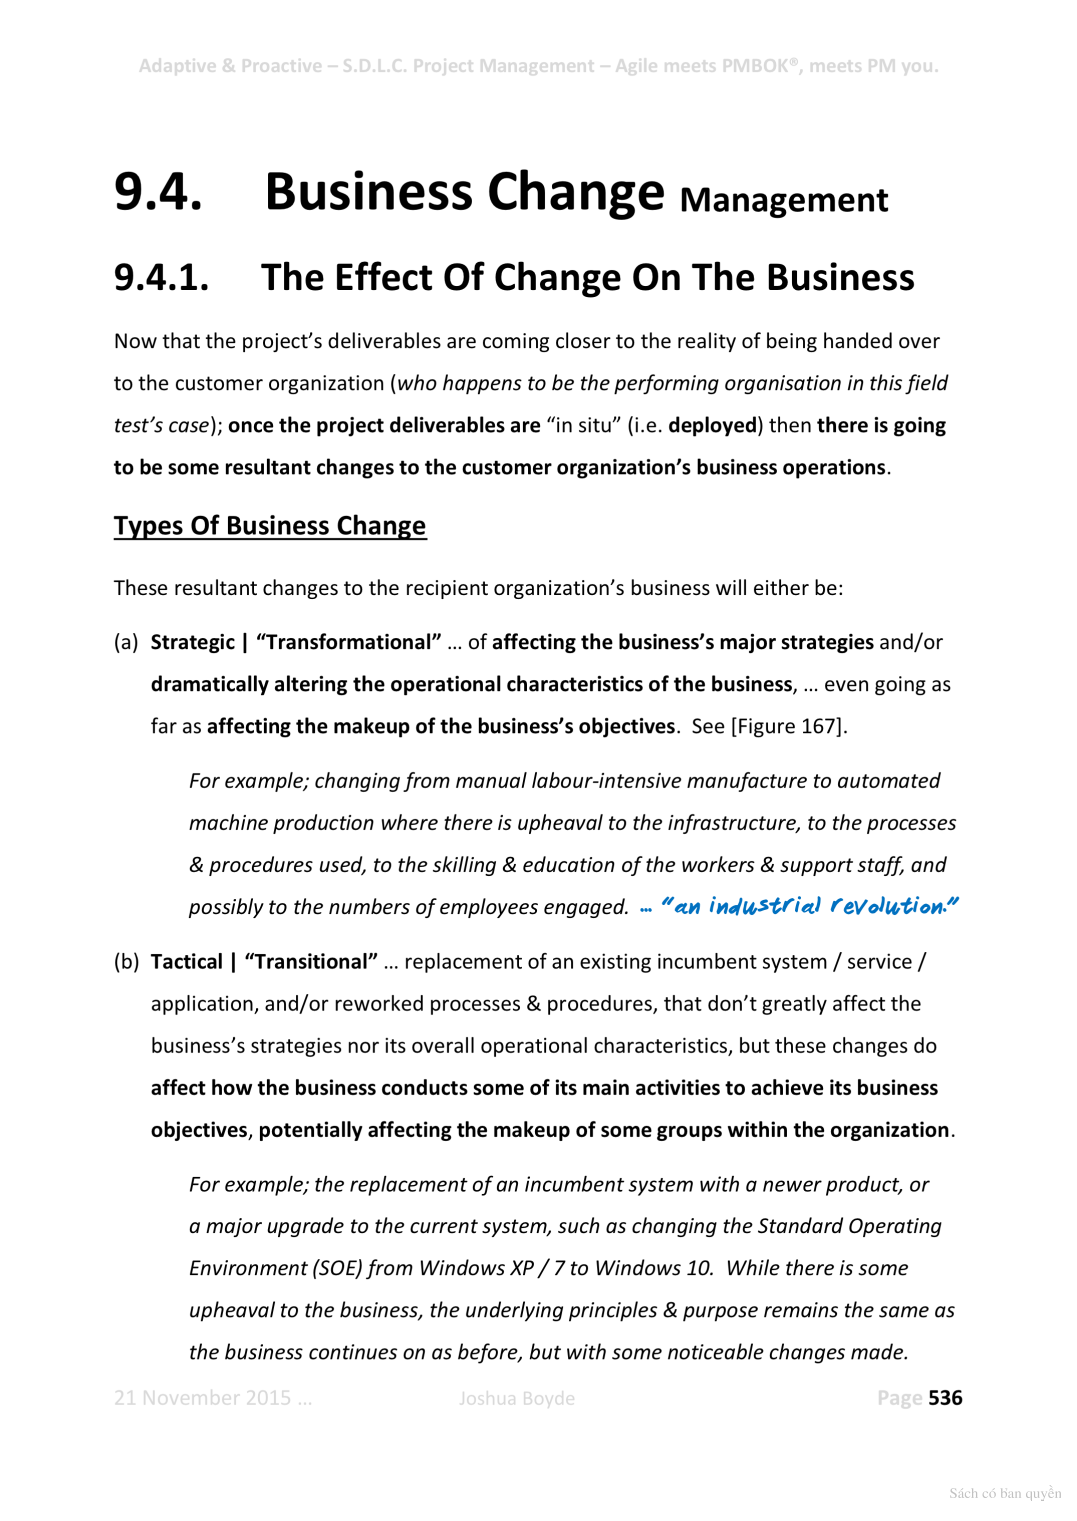 Adaptive & Proactive – S.D.L.C. Project Management – Agile meets PMBOK®, meets PM you.
9.4. Business Change Management
9.4.1. The Effect Of Change On The Business
Now that the project’s deliverables are coming closer to the reality of being handed over
to the customer organization (who happens to be the performing organisation in this field
test’s case); once the project deliverables are “in situ” (i.e. deployed) then there is going
to be some resultant changes to the customer organization’s business operations.
Types Of Business Change
These resultant changes to the recipient organization’s business will either be:
(a) Strategic | “Transformational” … of affecting the business’s major strategies and/or
dramatically altering the operational characteristics of the business, … even going as
far as affecting the makeup of the business’s objectives. See [Figure 167].
For example; changing from manual labour-intensive manufacture to automated
machine production where there is upheaval to the infrastructure, to the processes
& procedures used, to the skilling & education of the workers & support staff, and
possibly to the numbers of employees engaged. … “an industrial revolution.”
(b) Tactical | “Transitional” … replacement of an existing incumbent system / service /
application, and/or reworked processes & procedures, that don’t greatly affect the
business’s strategies nor its overall operational characteristics, but these changes do
affect how the business conducts some of its main activities to achieve its business
objectives, potentially affecting the makeup of some groups within the organization.
For example; the replacement of an incumbent system with a newer product, or
a major upgrade to the current system, such as changing the Standard Operating
Environment (SOE) from Windows XP / 7 to Windows 10. While there is some
upheaval to the business, the underlying principles & purpose remains the same as
the business continues on as before, but with some noticeable changes made.
21 November 2015 … Joshua Boyde Page 536
Sách có bản quyền